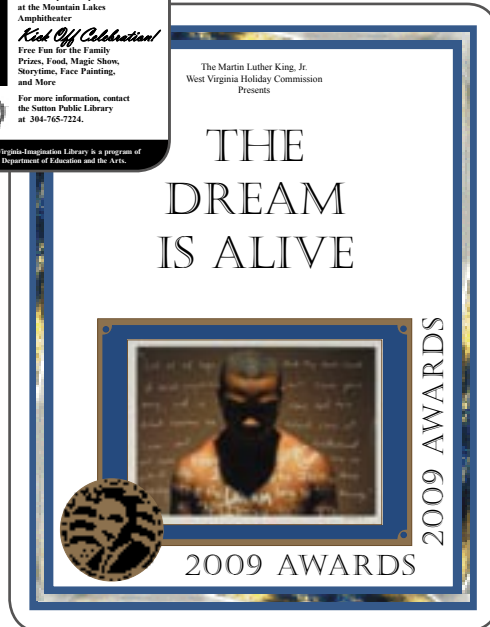 at the Mountain Lakes
Amphitheater
Kick Off Celebration!
Free Fun for the Family
Prizes, Food, Magic Show,
Storytime, Face Painting,
and More
For more information, contact
the Sutton Public Library
at 304-765-7224.
irginia-Imagination Library is a program of
Department of Education and the Arts.
The Martin Luther King, Jr.
West Virginia Holiday Commission
Presents
THE
DREAM
IS ALIVE
2009 AWARDS
2009 AWARDS